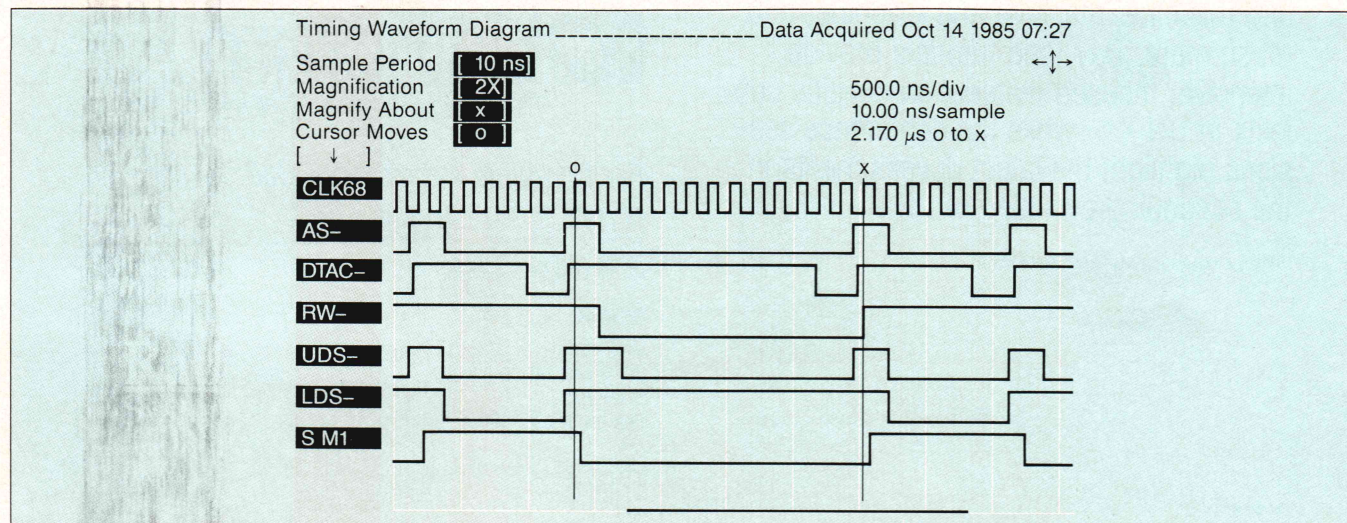 Timing Waveform Diagram _________________ Data Acquired Oct 14 1985 07:27
Sample Period [ 10 ns]
Magnification [ 2X] 500.0 ns/div
Magnify About [ x ] 10.00 ns/sample
Cursor Moves [ o ] 2.170 μs o to x
[ ↓ ]
o x
CLK68
AS–
DTAC–
RW–
UDS–
LDS–
S M1